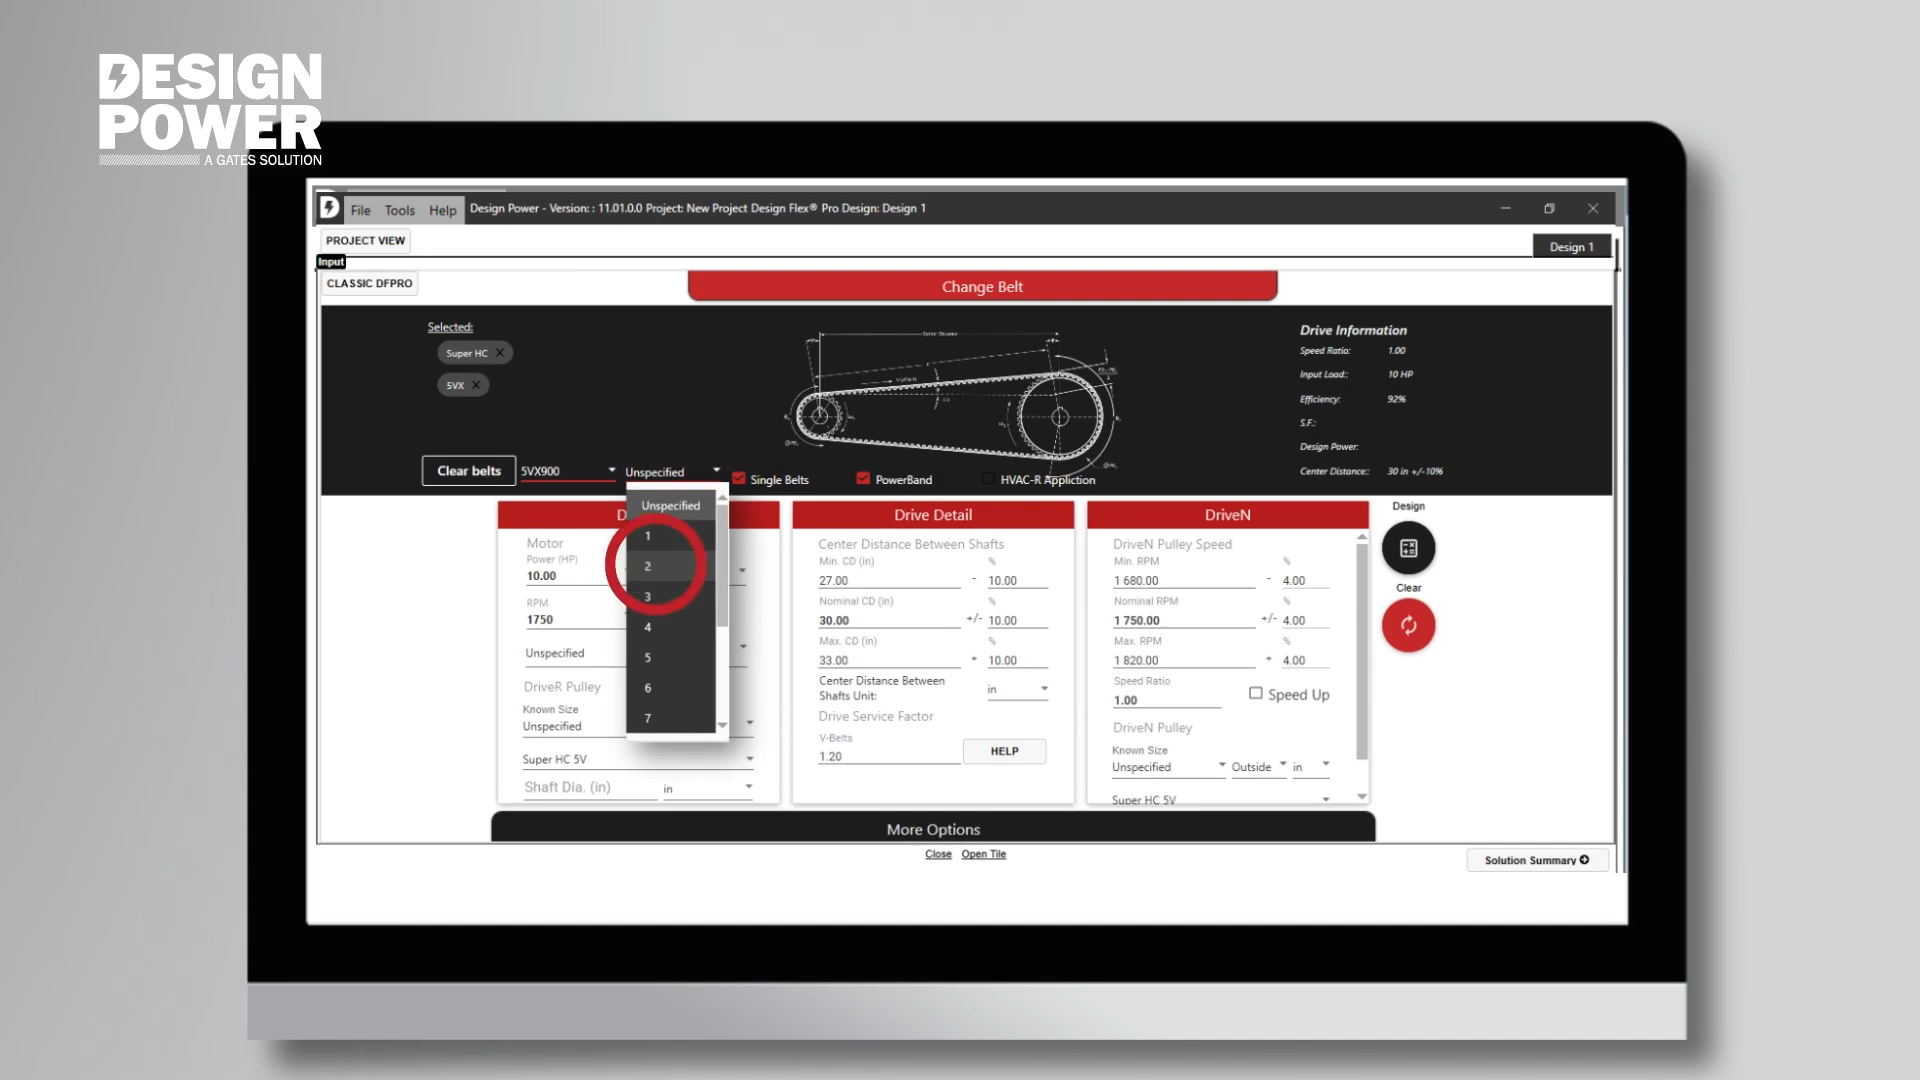 DESIGN
POWER
A GATES SOLUTION
File Tools Help Design Power - Version: : 11.01.0.0 Project: New Project Design Flex® Pro Design: Design 1
PROJECT VIEW
Design 1
Input
CLASSIC DFPRO
Change Belt
Selected:
Super HC X
5VX X
Center Distance
Drive Information
Speed Ratio: 1.00
Input Load:: 10 HP
Efficiency: 92%
S.F.:
Design Power:
Center Distance:: 30 in +/-10%
Clear belts 5VX900 Unspecified Single Belts PowerBand HVAC-R Appliction
Unspecified
1
2
3
4
5
6
7
D
Motor
Power (HP)
10.00
RPM
1750
Unspecified
DriveR Pulley
Known Size
Unspecified
Super HC 5V
Shaft Dia. (in) in
Drive Detail
Center Distance Between Shafts
Min. CD (in) %
27.00 - 10.00
Nominal CD (in) %
30.00 +/- 10.00
Max. CD (in) %
33.00 + 10.00
Center Distance Between
Shafts Unit: in
Drive Service Factor
V-Belts
1.20 HELP
DriveN
DriveN Pulley Speed
Min. RPM %
1 680.00 - 4.00
Nominal RPM %
1 750.00 +/- 4.00
Max. RPM %
1 820.00 + 4.00
Speed Ratio
1.00 Speed Up
DriveN Pulley
Known Size
Unspecified Outside in
Super HC 5V
Design
Clear
More Options
Close Open Tile
Solution Summary